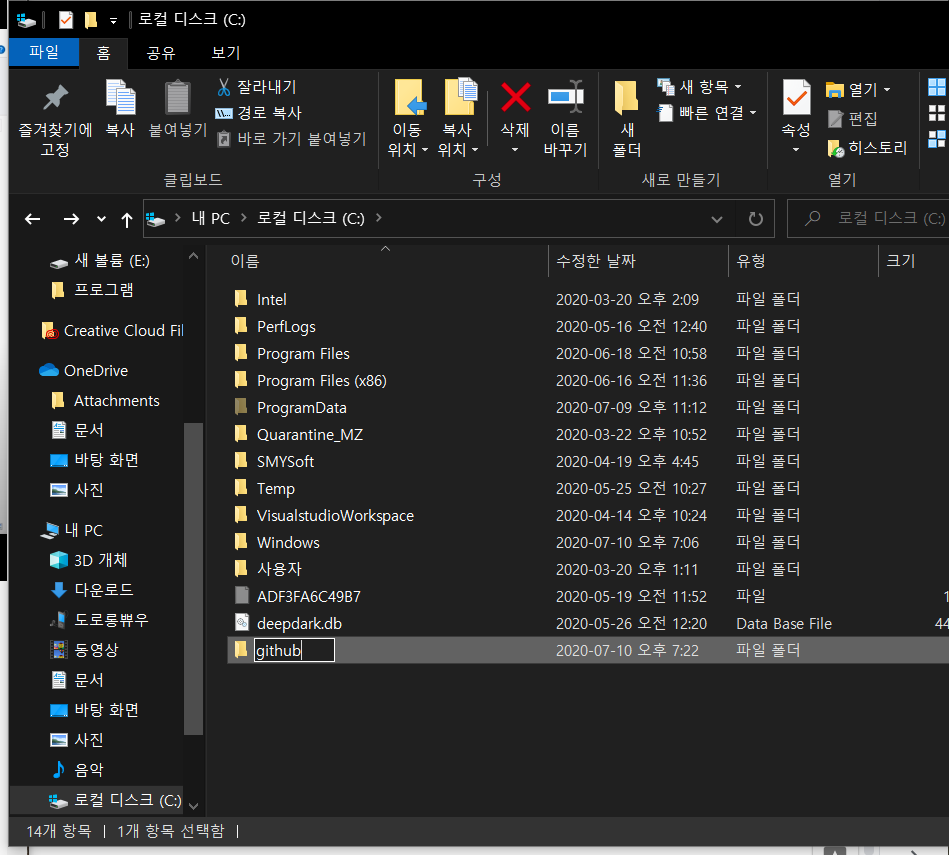 로컬 디스크 (C:)
파일 홈 공유 보기
즐겨찾기에 고정
복사
붙여넣기
잘라내기
경로 복사
바로 가기 붙여넣기
클립보드
이동 위치
복사 위치
삭제
이름 바꾸기
구성
새 폴더
새 항목
빠른 연결
새로 만들기
속성
열기
편집
히스토리
열기
내 PC 로컬 디스크 (C:)
로컬 디스크 (C:)
새 볼륨 (E:)
프로그램
Creative Cloud Fil
OneDrive
Attachments
문서
바탕 화면
사진
내 PC
3D 개체
다운로드
도로롱쀼우
동영상
문서
바탕 화면
사진
음악
로컬 디스크 (C:)
이름 수정한 날짜 유형 크기
Intel 2020-03-20 오후 2:09 파일 폴더
PerfLogs 2020-05-16 오전 12:40 파일 폴더
Program Files 2020-06-18 오전 10:58 파일 폴더
Program Files (x86) 2020-06-16 오전 11:36 파일 폴더
ProgramData 2020-07-09 오후 11:12 파일 폴더
Quarantine_MZ 2020-03-22 오후 10:52 파일 폴더
SMYSoft 2020-04-19 오후 4:45 파일 폴더
Temp 2020-05-25 오전 10:27 파일 폴더
VisualstudioWorkspace 2020-04-14 오후 10:24 파일 폴더
Windows 2020-07-10 오후 7:06 파일 폴더
사용자 2020-03-20 오후 1:11 파일 폴더
ADF3FA6C49B7 2020-05-19 오전 11:52 파일 1
deepdark.db 2020-05-26 오전 12:20 Data Base File 44
github 2020-07-10 오후 7:22 파일 폴더
14개 항목 | 1개 항목 선택함 |